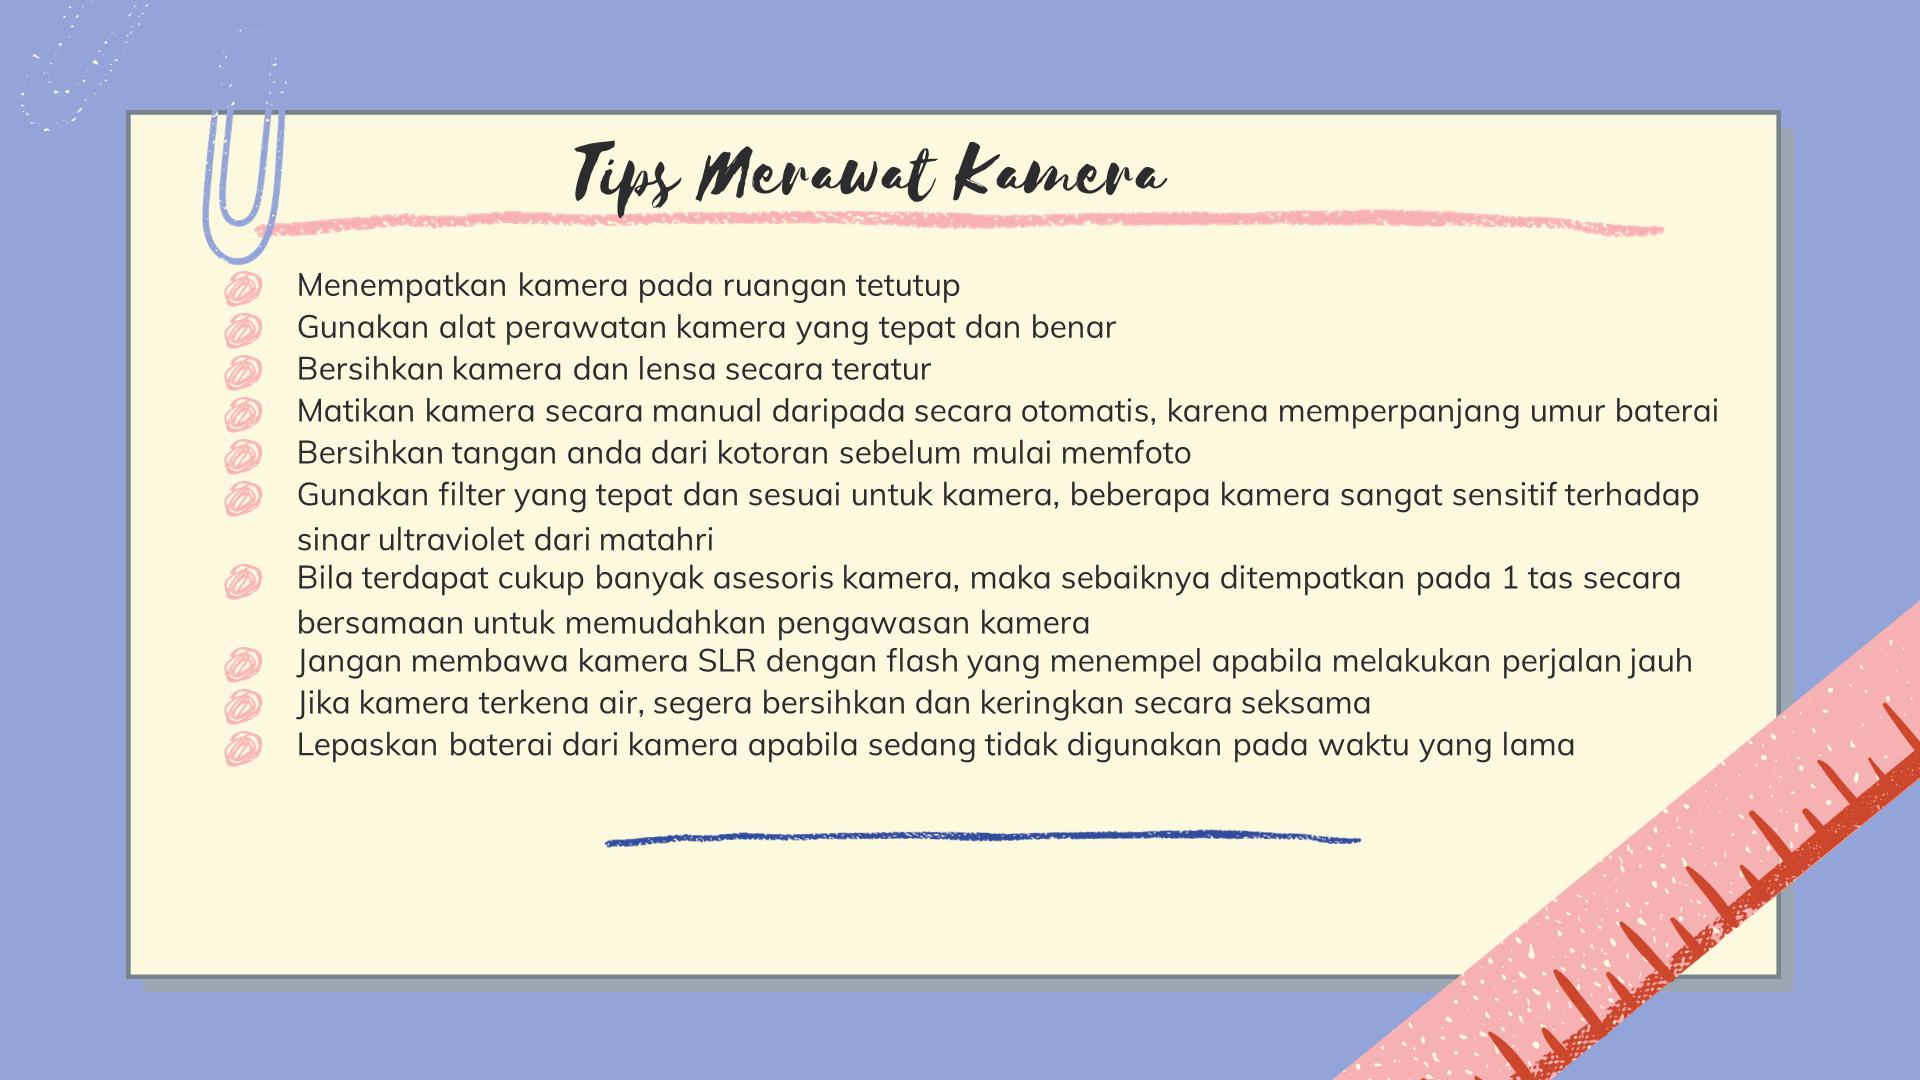 Tips Merawat Kamera
Menempatkan kamera pada ruangan tetutup
Gunakan alat perawatan kamera yang tepat dan benar
Bersihkan kamera dan lensa secara teratur
Matikan kamera secara manual daripada secara otomatis, karena memperpanjang umur baterai
Bersihkan tangan anda dari kotoran sebelum mulai memfoto
Gunakan filter yang tepat dan sesuai untuk kamera, beberapa kamera sangat sensitif terhadap
sinar ultraviolet dari matahri
Bila terdapat cukup banyak asesoris kamera, maka sebaiknya ditempatkan pada 1 tas secara
bersamaan untuk memudahkan pengawasan kamera
Jangan membawa kamera SLR dengan flash yang menempel apabila melakukan perjalan jauh
Jika kamera terkena air, segera bersihkan dan keringkan secara seksama
Lepaskan baterai dari kamera apabila sedang tidak digunakan pada waktu yang lama